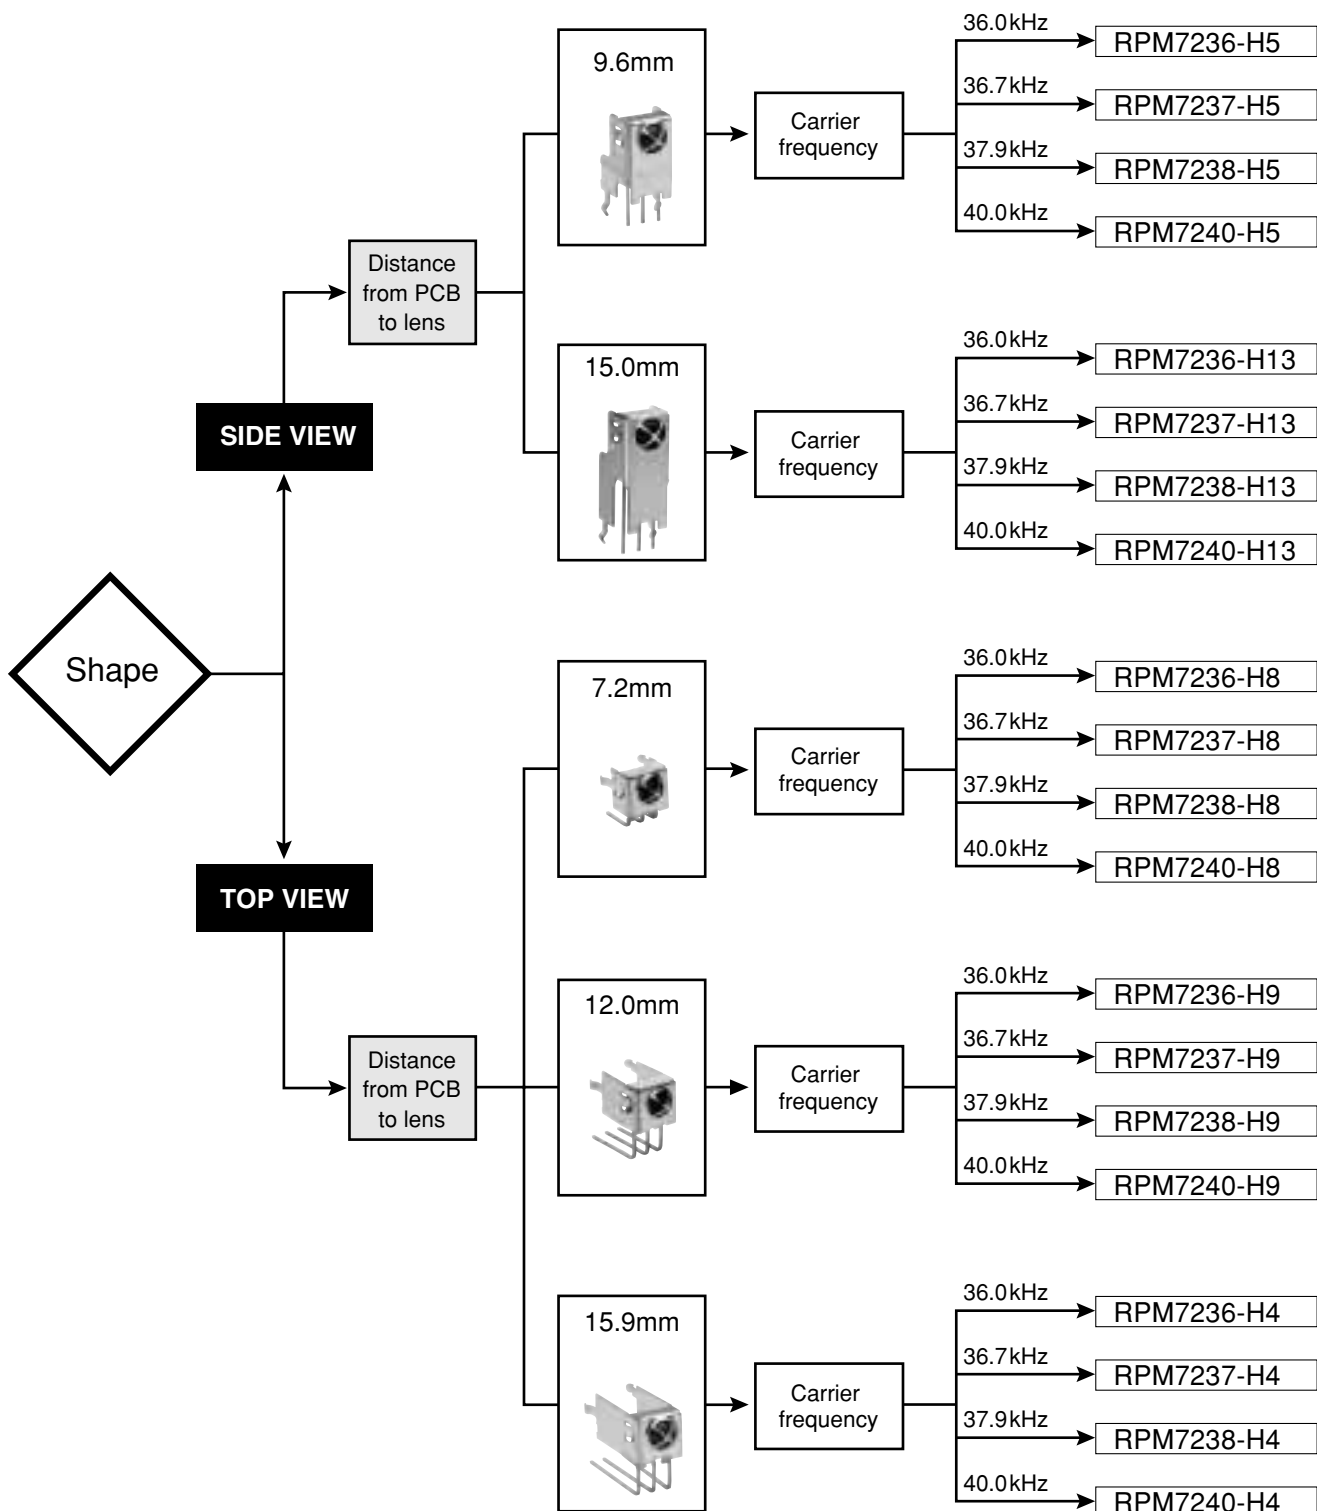 Shape
SIDE VIEW
Distance
from PCB
to lens
9.6mm
Carrier
frequency
36.0kHz
RPM7236-H5
36.7kHz
RPM7237-H5
37.9kHz
RPM7238-H5
40.0kHz
RPM7240-H5
15.0mm
Carrier
frequency
36.0kHz
RPM7236-H13
36.7kHz
RPM7237-H13
37.9kHz
RPM7238-H13
40.0kHz
RPM7240-H13
TOP VIEW
Distance
from PCB
to lens
7.2mm
Carrier
frequency
36.0kHz
RPM7236-H8
36.7kHz
RPM7237-H8
37.9kHz
RPM7238-H8
40.0kHz
RPM7240-H8
12.0mm
Carrier
frequency
36.0kHz
RPM7236-H9
36.7kHz
RPM7237-H9
37.9kHz
RPM7238-H9
40.0kHz
RPM7240-H9
15.9mm
Carrier
frequency
36.0kHz
RPM7236-H4
36.7kHz
RPM7237-H4
37.9kHz
RPM7238-H4
40.0kHz
RPM7240-H4